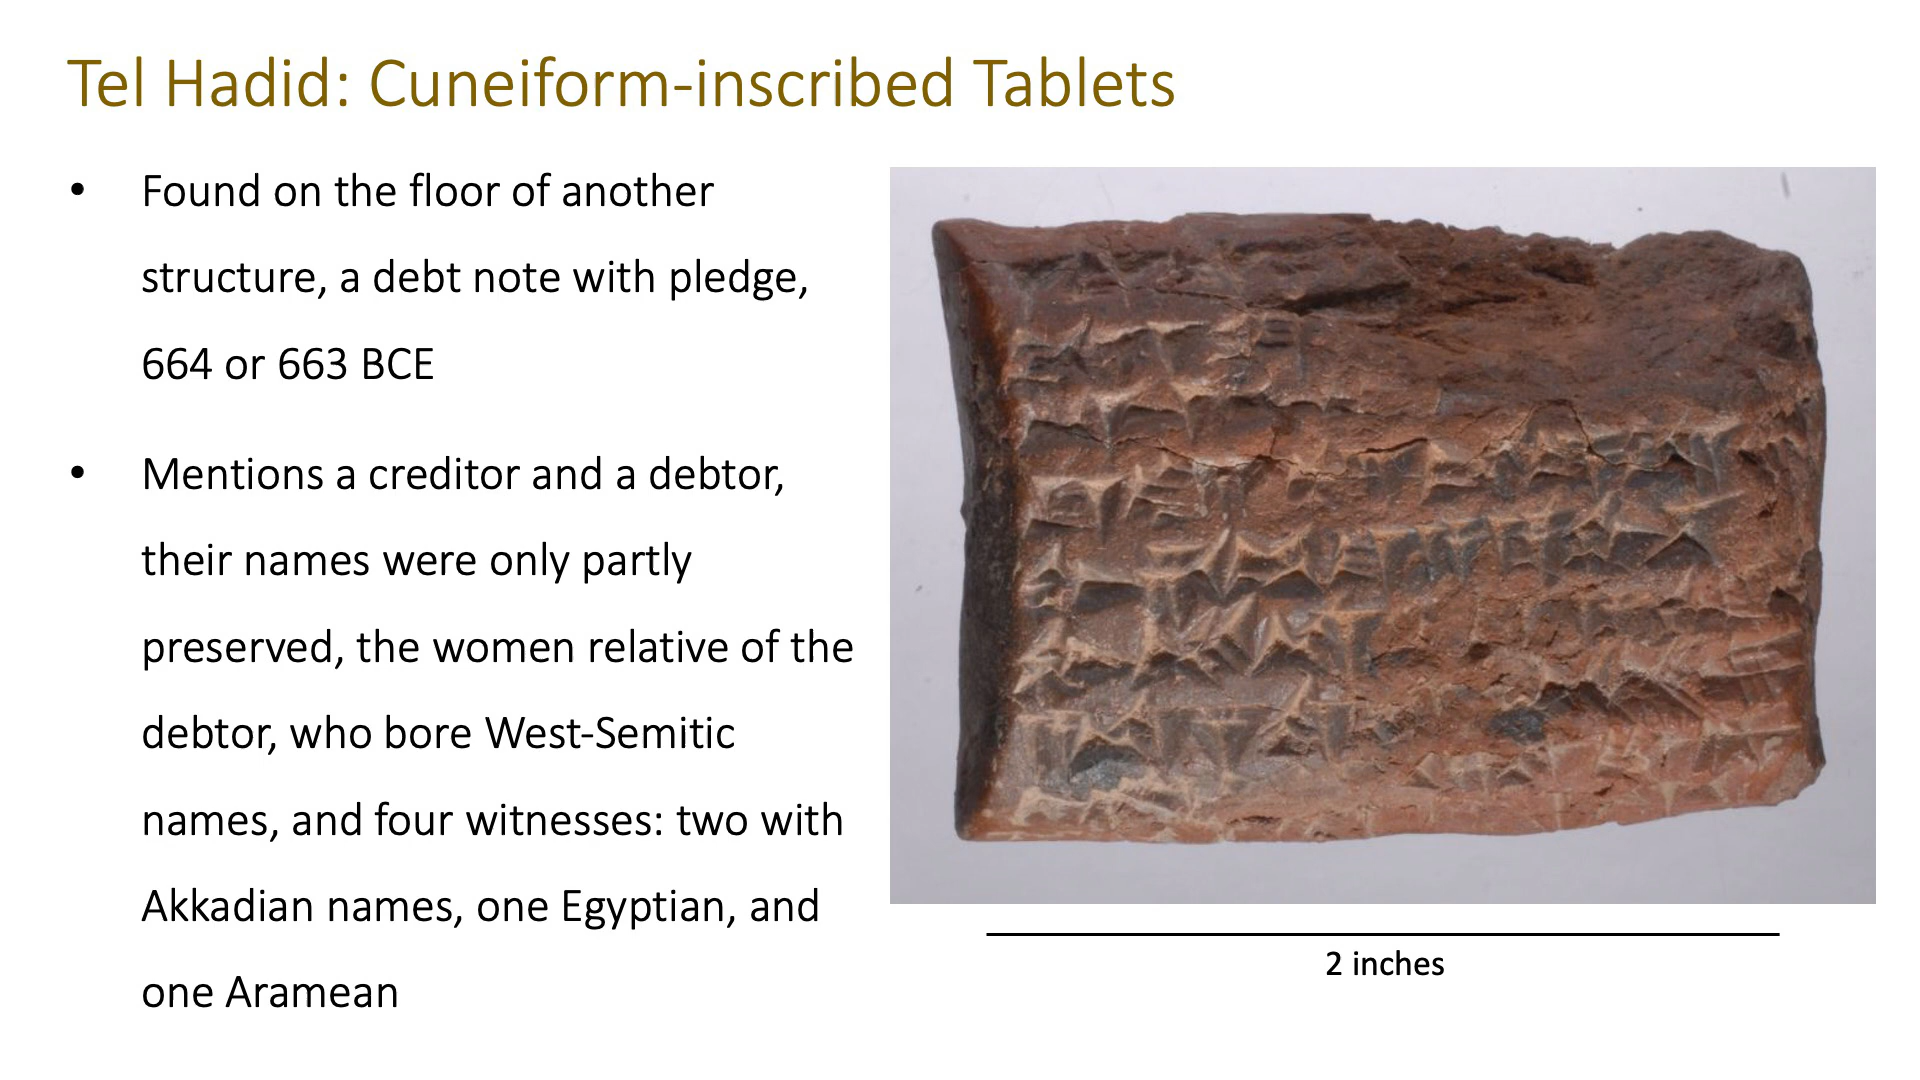 Tel Hadid: Cuneiform-inscribed Tablets
• Found on the floor of another
structure, a debt note with pledge,
664 or 663 BCE
• Mentions a creditor and a debtor,
their names were only partly
preserved, the women relative of the
debtor, who bore West-Semitic
names, and four witnesses: two with
Akkadian names, one Egyptian, and
one Aramean
2 inches